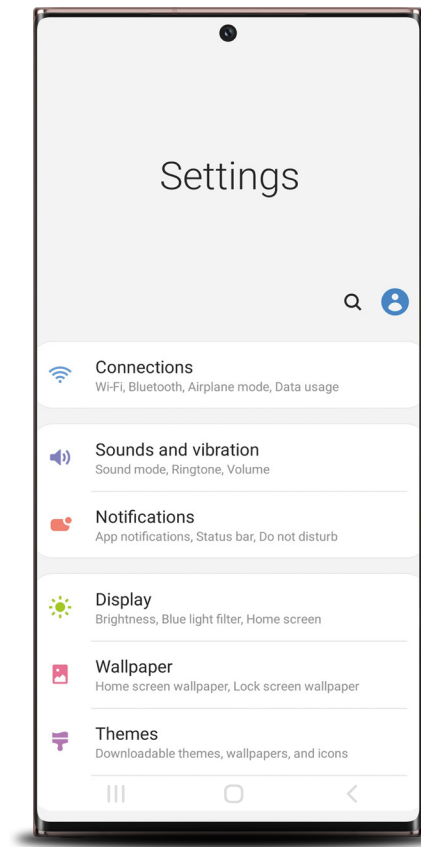 Settings
Connections
Wi-Fi, Bluetooth, Airplane mode, Data usage
Sounds and vibration
Sound mode, Ringtone, Volume
Notifications
App notifications, Status bar, Do not disturb
Display
Brightness, Blue light filter, Home screen
Wallpaper
Home screen wallpaper, Lock screen wallpaper
Themes
Downloadable themes, wallpapers, and icons